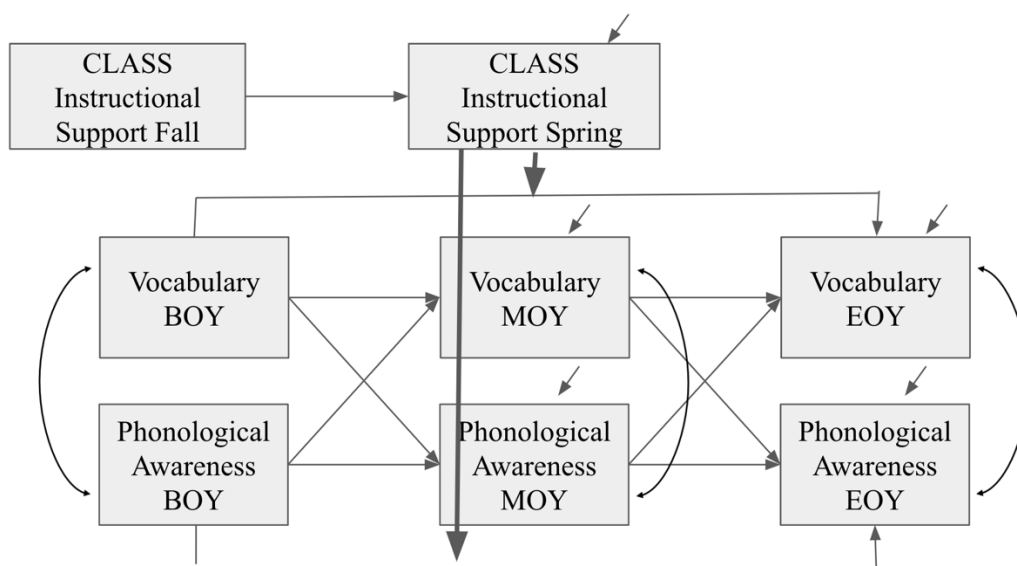 CLASS
Instructional
Support Fall
CLASS
Instructional
Support Spring
Vocabulary
BOY
Vocabulary
MOY
Vocabulary
EOY
Phonological
Awareness
BOY
Phonological
Awareness
MOY
Phonological
Awareness
EOY